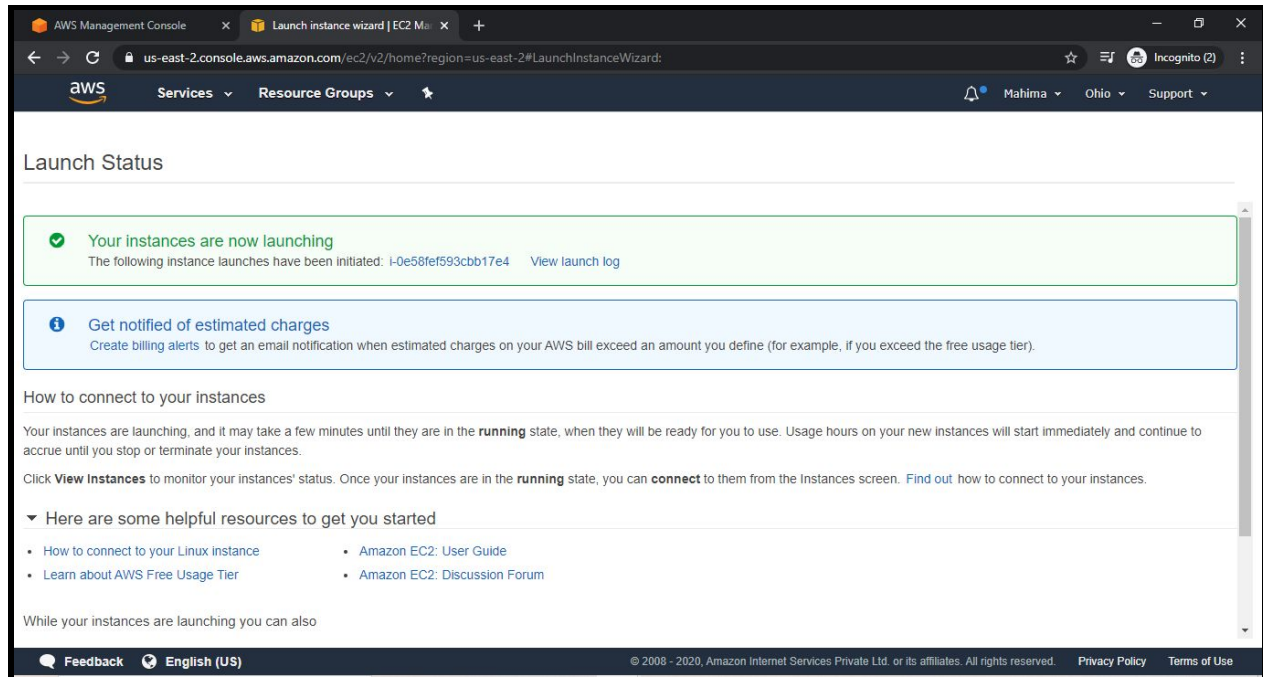 AWS Management Console
Launch instance wizard | EC2 Ma
us-east-2.console.aws.amazon.com/ec2/v2/home?region=us-east-2#LaunchInstanceWizard:
Incognito (2)
aws Services Resource Groups Mahima Ohio Support
Launch Status
Your instances are now launching
The following instance launches have been initiated: i-0e58fef593cbb17e4 View launch log
Get notified of estimated charges
Create billing alerts to get an email notification when estimated charges on your AWS bill exceed an amount you define (for example, if you exceed the free usage tier).
How to connect to your instances
Your instances are launching, and it may take a few minutes until they are in the running state, when they will be ready for you to use. Usage hours on your new instances will start immediately and continue to
accrue until you stop or terminate your instances.
Click View Instances to monitor your instances' status. Once your instances are in the running state, you can connect to them from the Instances screen. Find out how to connect to your instances.
Here are some helpful resources to get you started
• How to connect to your Linux instance • Amazon EC2: User Guide
• Learn about AWS Free Usage Tier • Amazon EC2: Discussion Forum
While your instances are launching you can also
Feedback English (US) © 2008 - 2020, Amazon Internet Services Private Ltd. or its affiliates. All rights reserved. Privacy Policy Terms of Use